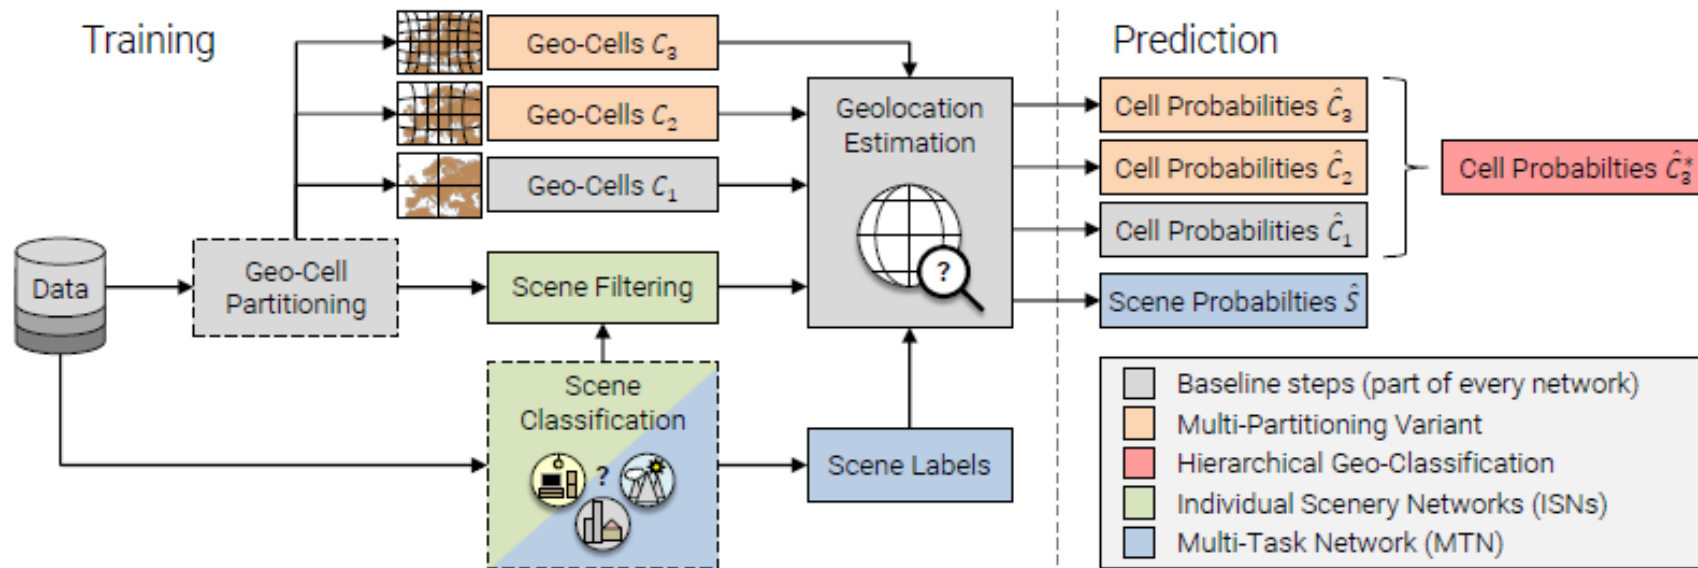 Training
Prediction
Geo-Cells C₃
Geo-Cells C₂
Geo-Cells C₁
Data
Geo-Cell
Partitioning
Scene Filtering
Scene
Classification
?
Scene Labels
Geolocation
Estimation
?
Cell Probabilities Ĉ₃
Cell Probabilities Ĉ₂
Cell Probabilities Ĉ₁
Scene Probabilties Ŝ
Cell Probabilties Ĉ₃*
Baseline steps (part of every network)
Multi-Partitioning Variant
Hierarchical Geo-Classification
Individual Scenery Networks (ISNs)
Multi-Task Network (MTN)